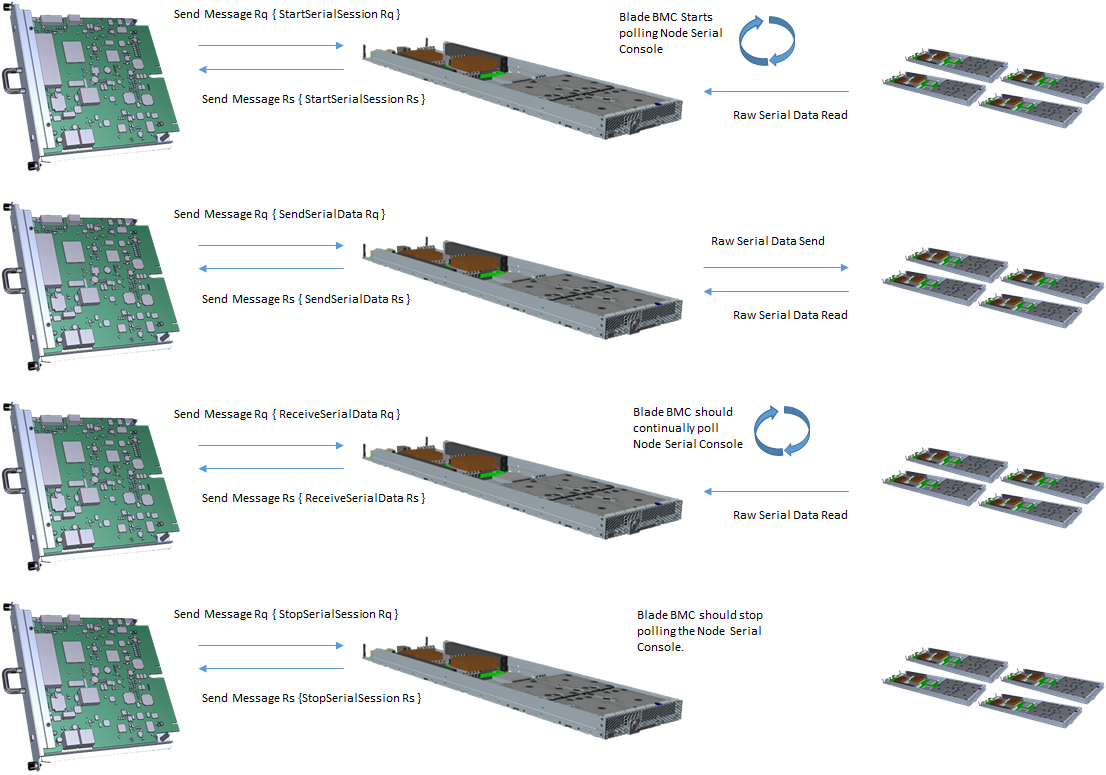 Send Message Rq { StartSerialSession Rq }
Blade BMC Starts
polling Node Serial
Console
Send Message Rs { StartSerialSession Rs }
Raw Serial Data Read
Send Message Rq { SendSerialData Rq }
Raw Serial Data Send
Send Message Rs { SendSerialData Rs }
Raw Serial Data Read
Send Message Rq { ReceiveSerialData Rq }
Blade BMC should
continually poll
Node Serial Console
Send Message Rs { ReceiveSerialData Rs }
Raw Serial Data Read
Send Message Rq { StopSerialSession Rq }
Blade BMC should stop
polling the Node Serial
Console.
Send Message Rs {StopSerialSession Rs }